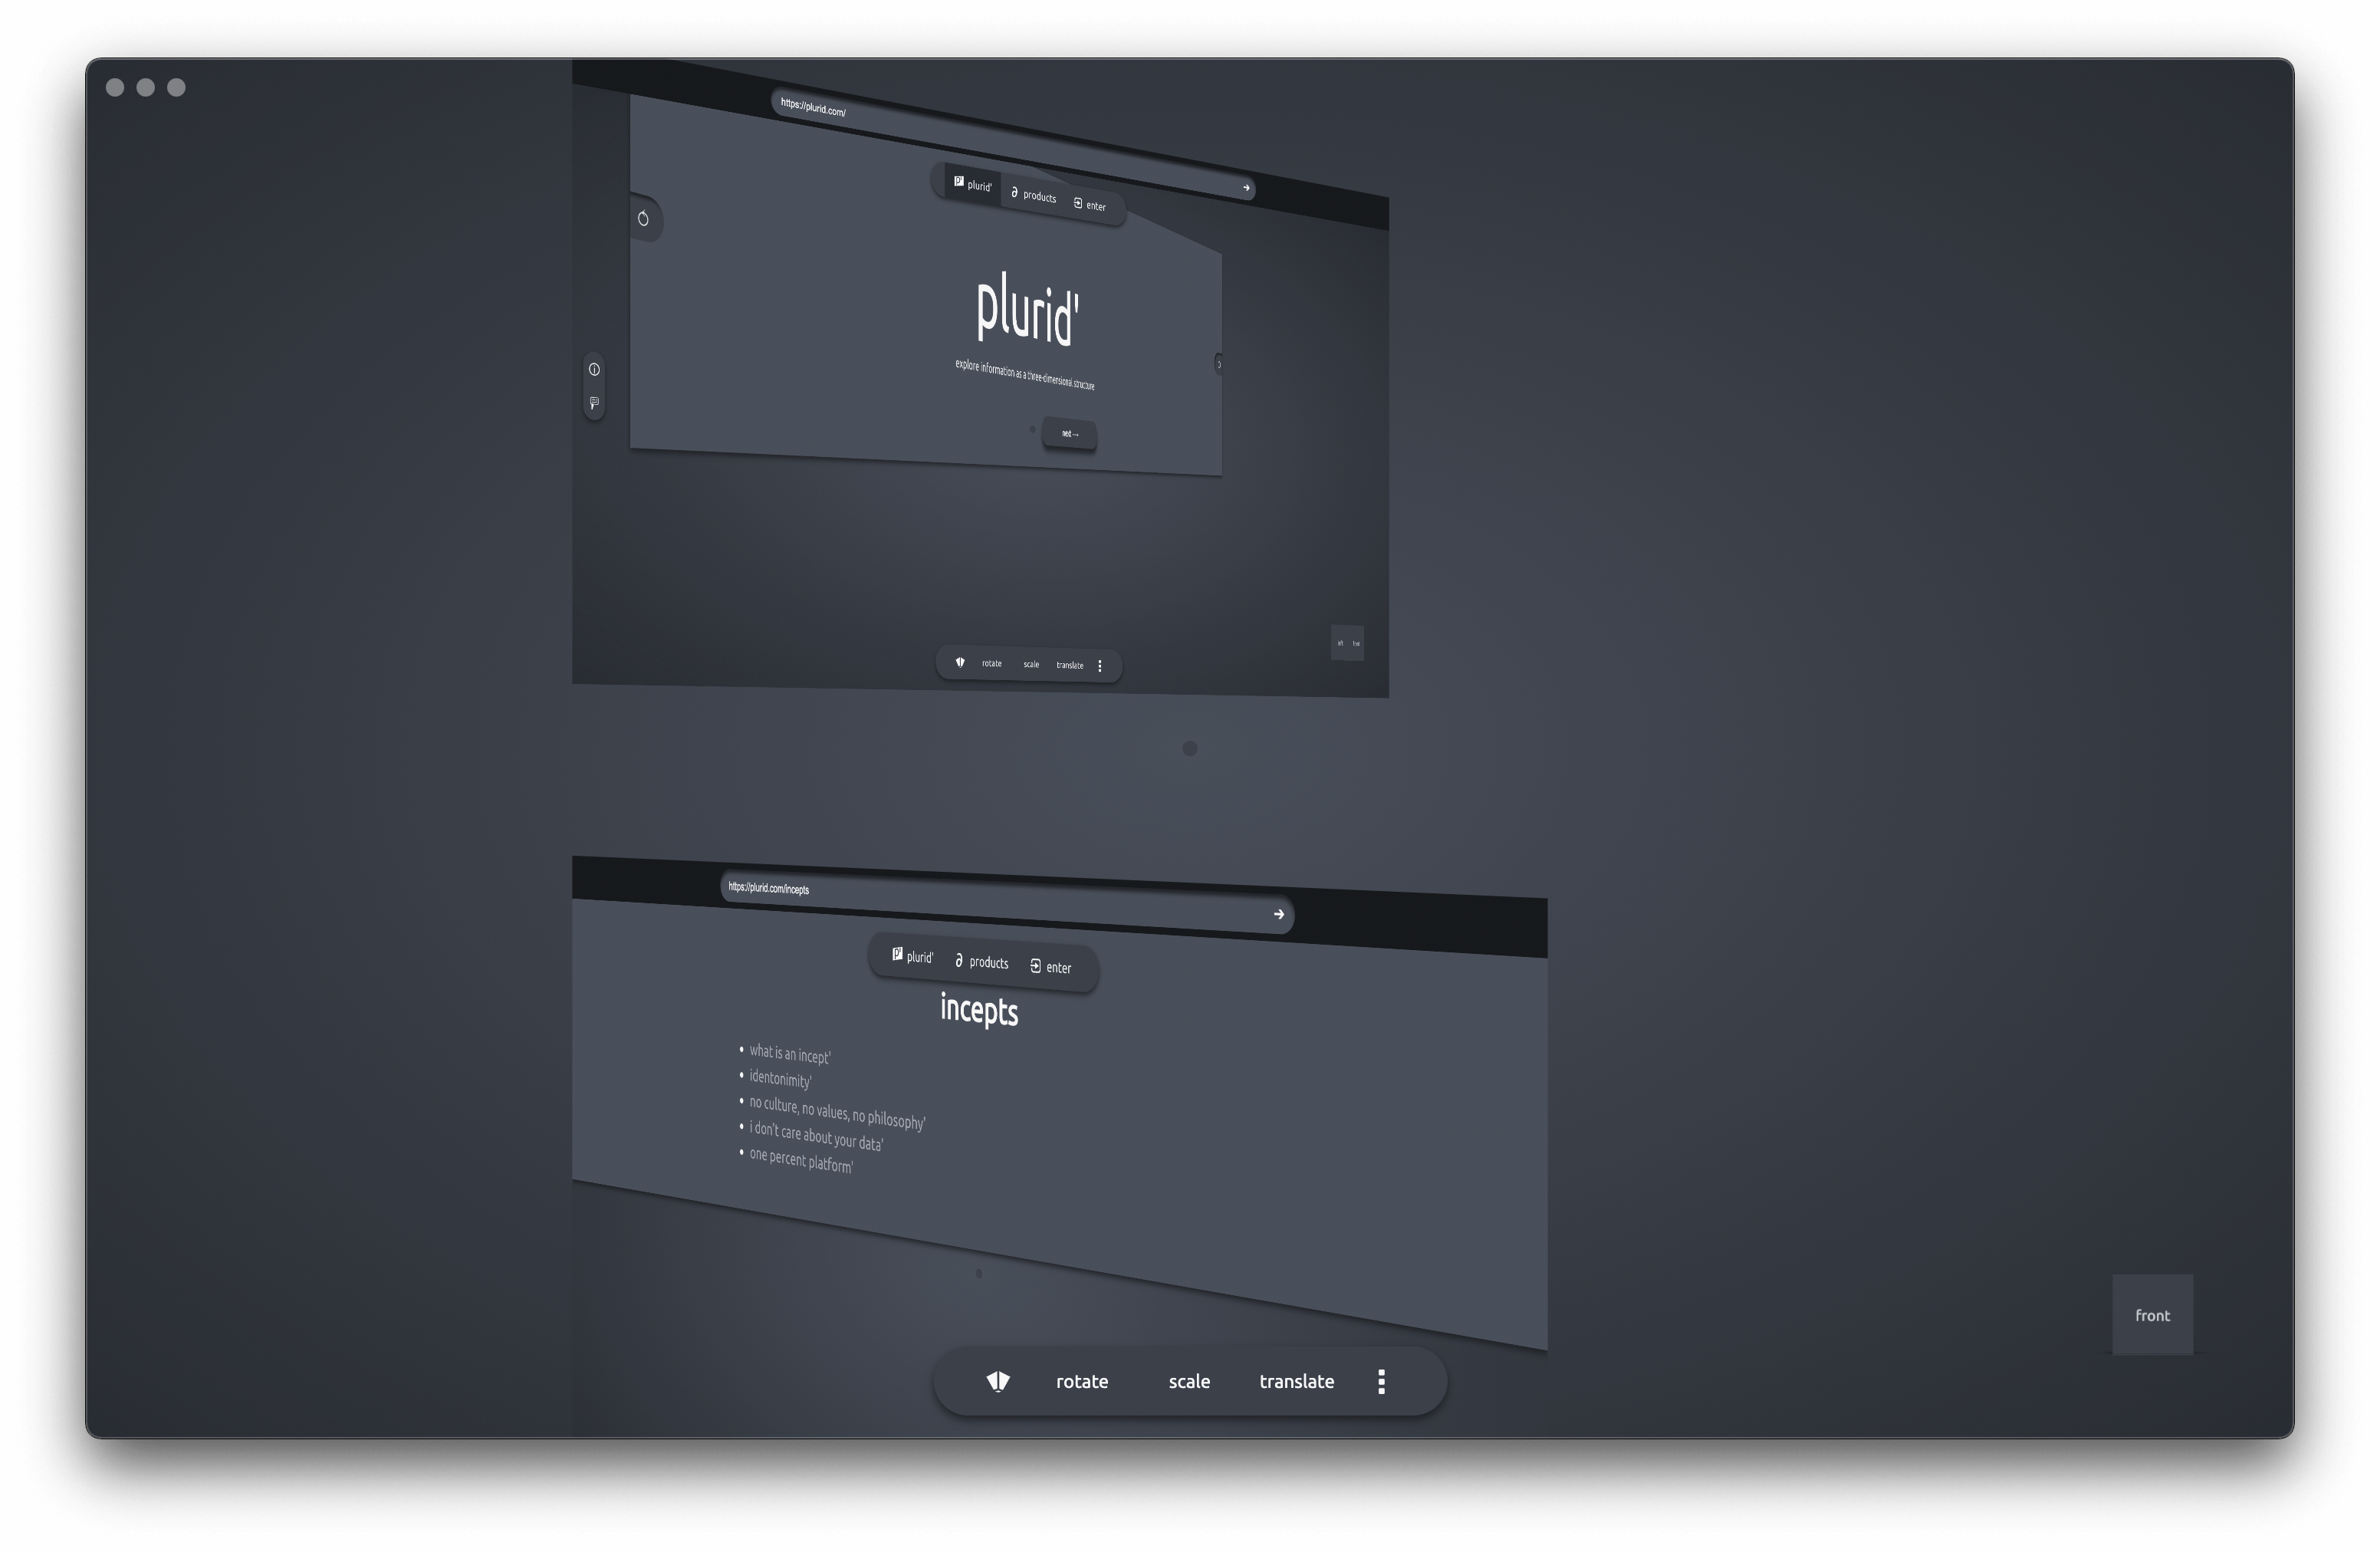 https://plurid.com/
plurid' products enter
plurid'
explore information as a three-dimensional structure
next→
rotate scale translate
https://plurid.com/incepts
plurid' products enter
incepts
• what is an incept'
• identonimity'
• no culture, no values, no philosophy'
• i don't care about your data'
• one percent platform'
front
rotate scale translate